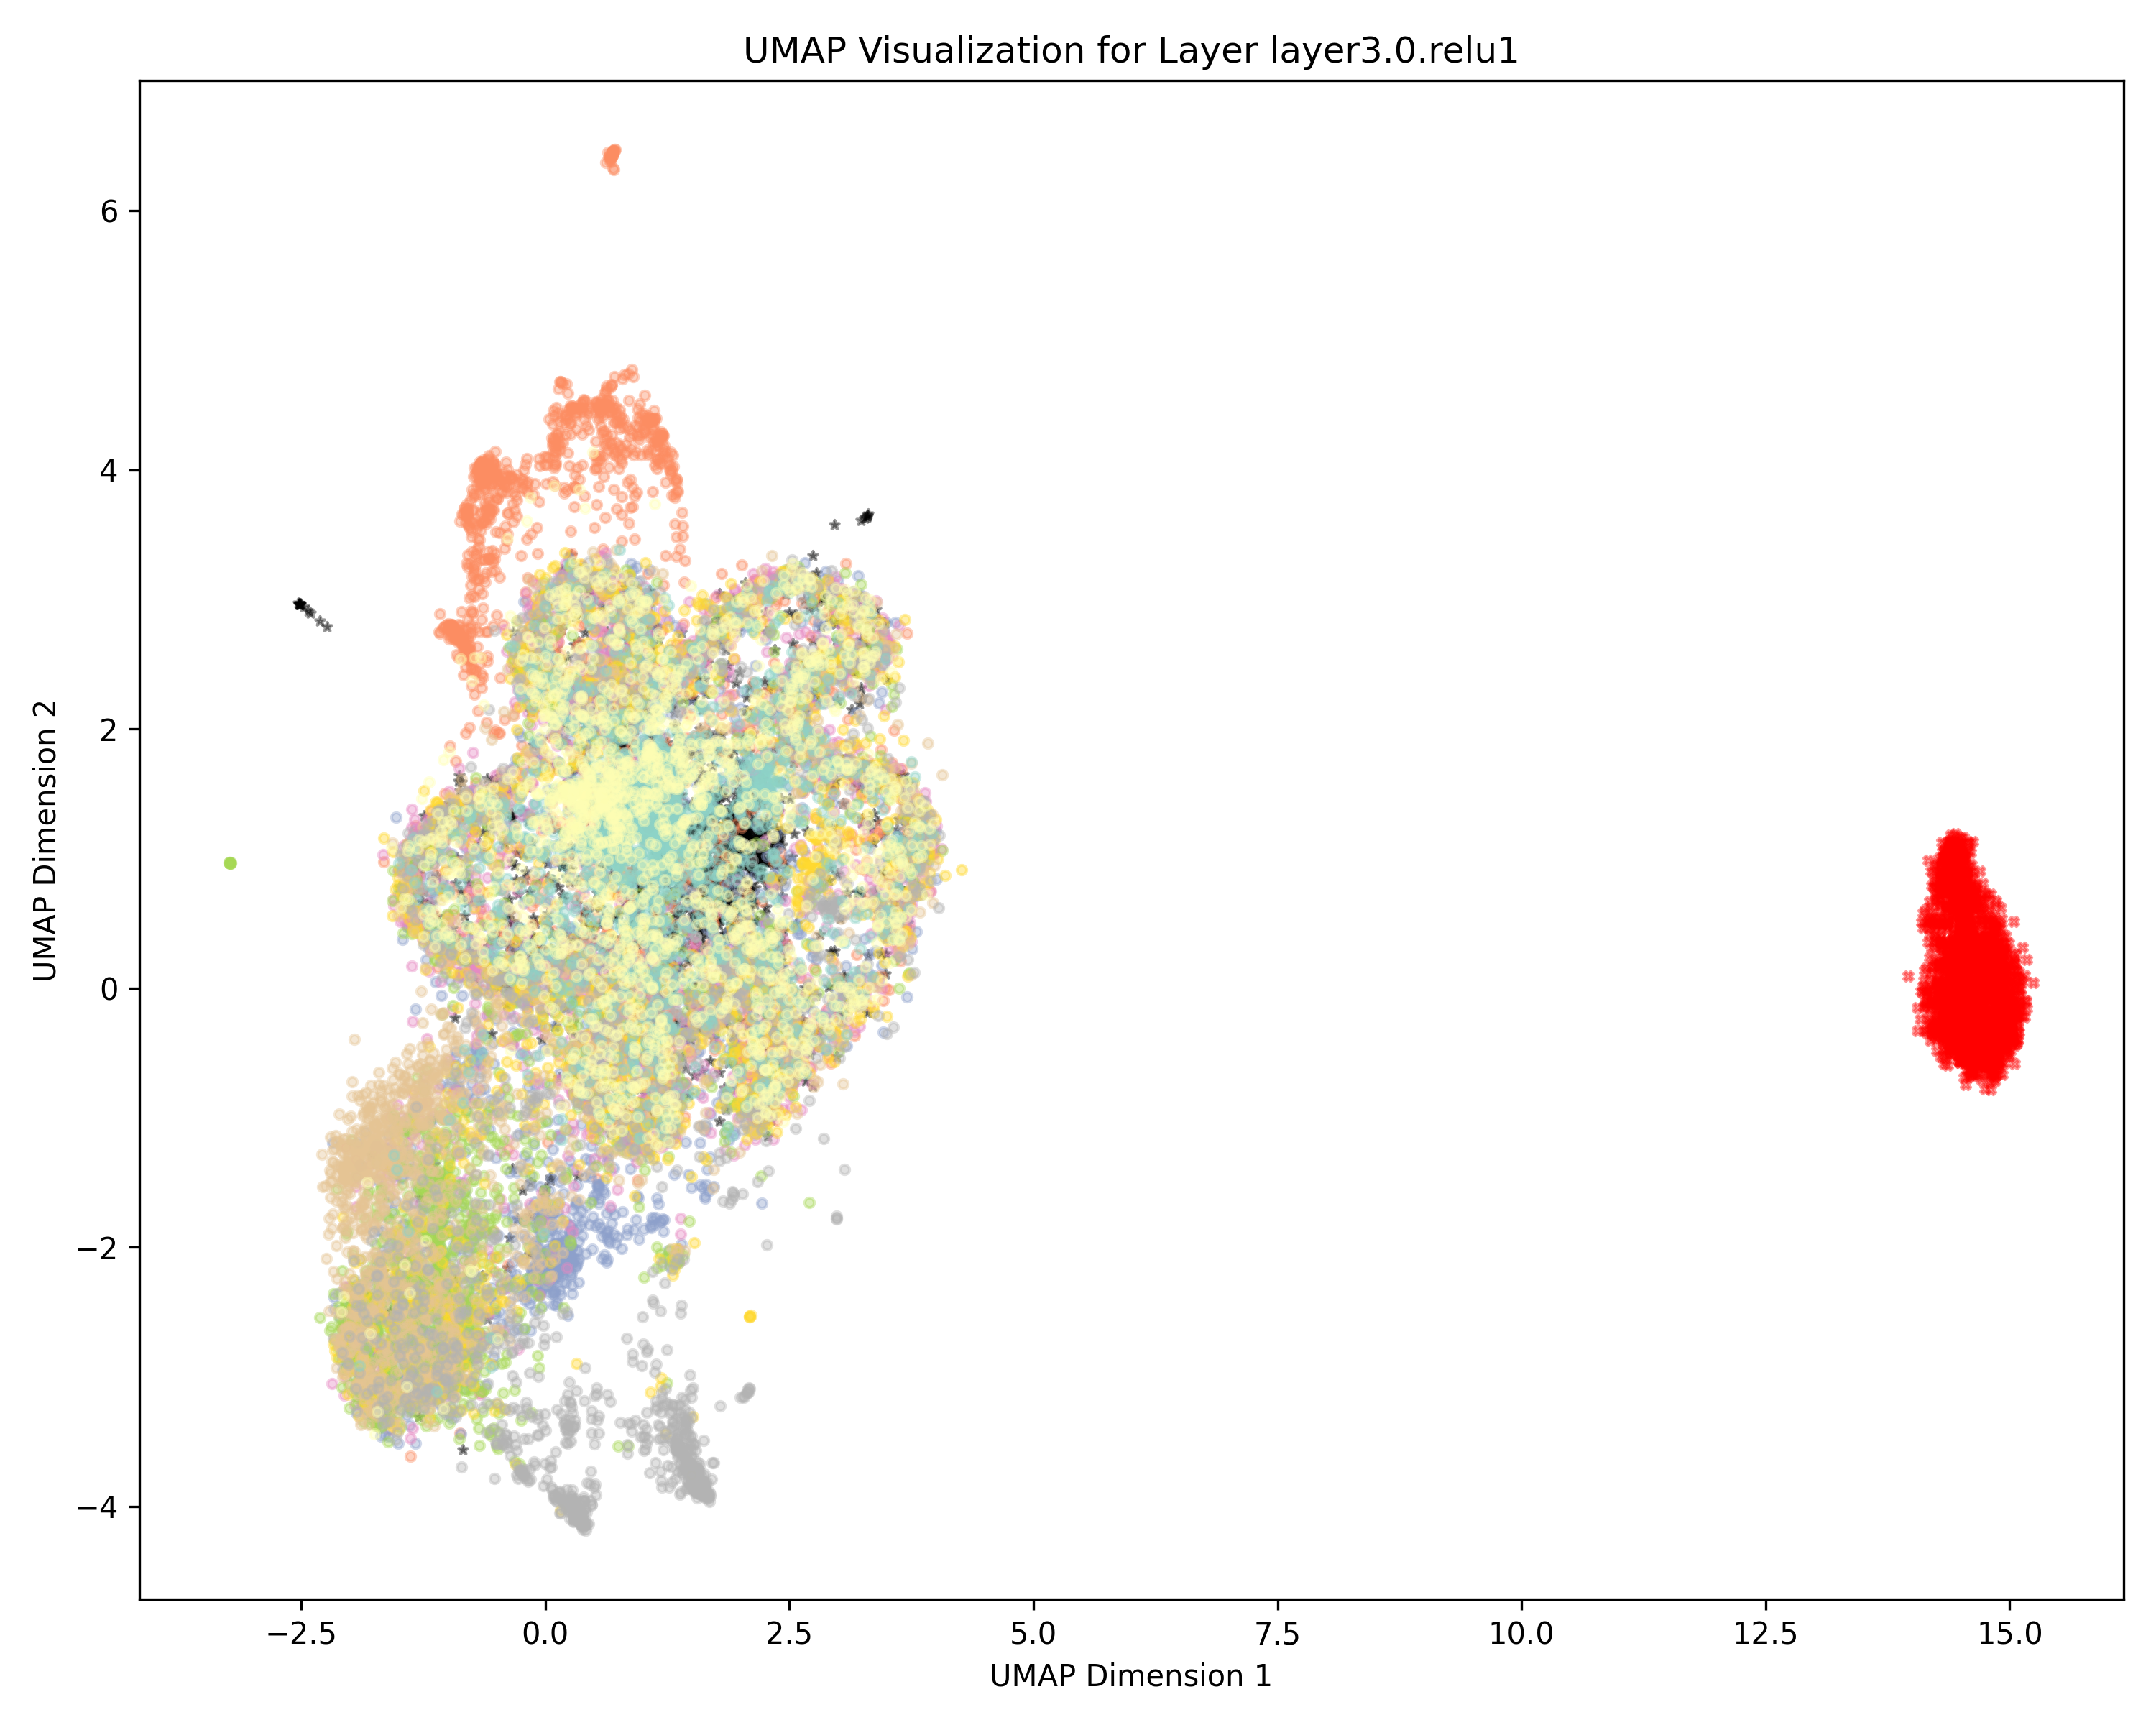 UMAP Visualization for Layer layer3.0.relu1
6
4
2
0
−2
−4
UMAP Dimension 2
−2.5 0.0 2.5 5.0 7.5 10.0 12.5 15.0
UMAP Dimension 1